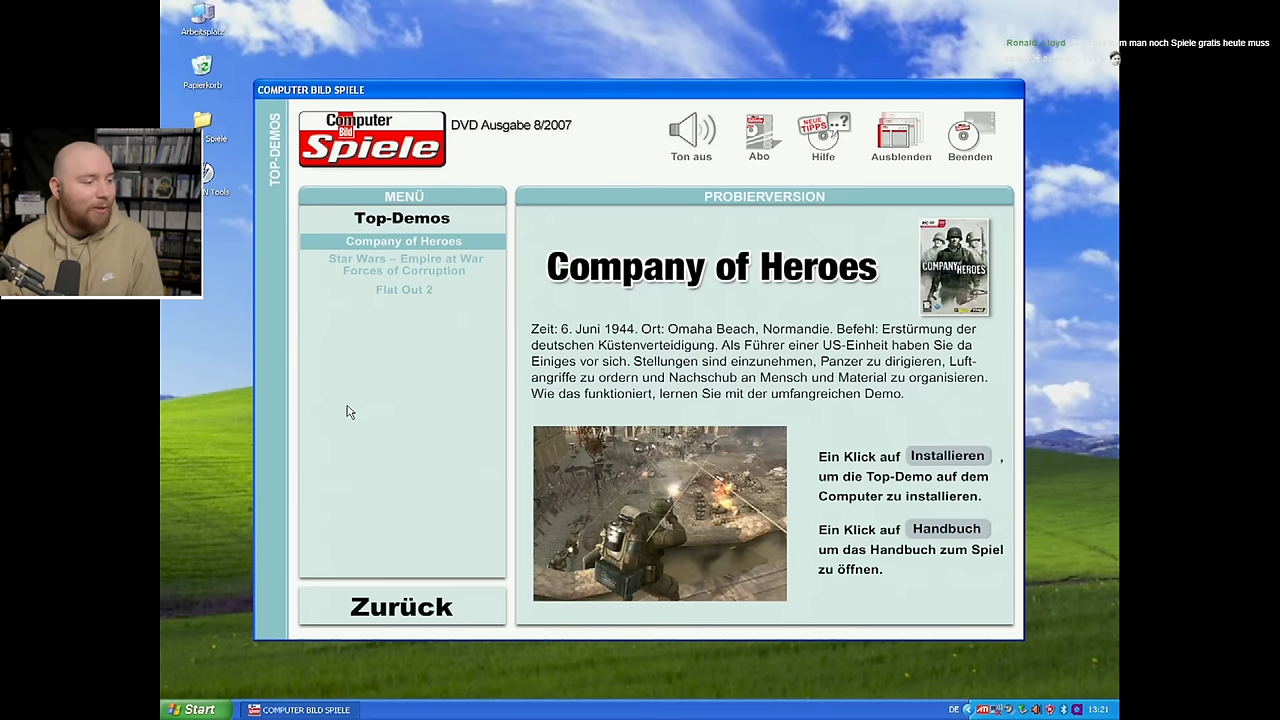 Arbeitsplatz
Papierkorb
Spiele
N Tools
Ronald
loyd
man noch Spiele gratis heute muss
COMPUTER BILD SPIELE
TOP-DEMOS
Computer
Bild
Spiele
DVD Ausgabe 8/2007
Ton aus
Abo
NEUE TIPPS
Hilfe
Ausblenden
Beenden
MENÜ
Top-Demos
Company of Heroes
Star Wars – Empire at War
Forces of Corruption
Flat Out 2
Zurück
PROBIERVERSION
Company of Heroes
COMPANY HEROES
Zeit: 6. Juni 1944. Ort: Omaha Beach, Normandie. Befehl: Erstürmung der
deutschen Küstenverteidigung. Als Führer einer US-Einheit haben Sie da
Einiges vor sich. Stellungen sind einzunehmen, Panzer zu dirigieren, Luft-
angriffe zu ordern und Nachschub an Mensch und Material zu organisieren.
Wie das funktioniert, lernen Sie mit der umfangreichen Demo.
Ein Klick auf Installieren ,
um die Top-Demo auf dem
Computer zu installieren.
Ein Klick auf Handbuch
um das Handbuch zum Spiel
zu öffnen.
Start
COMPUTER BILD SPIELE
DE
13:21